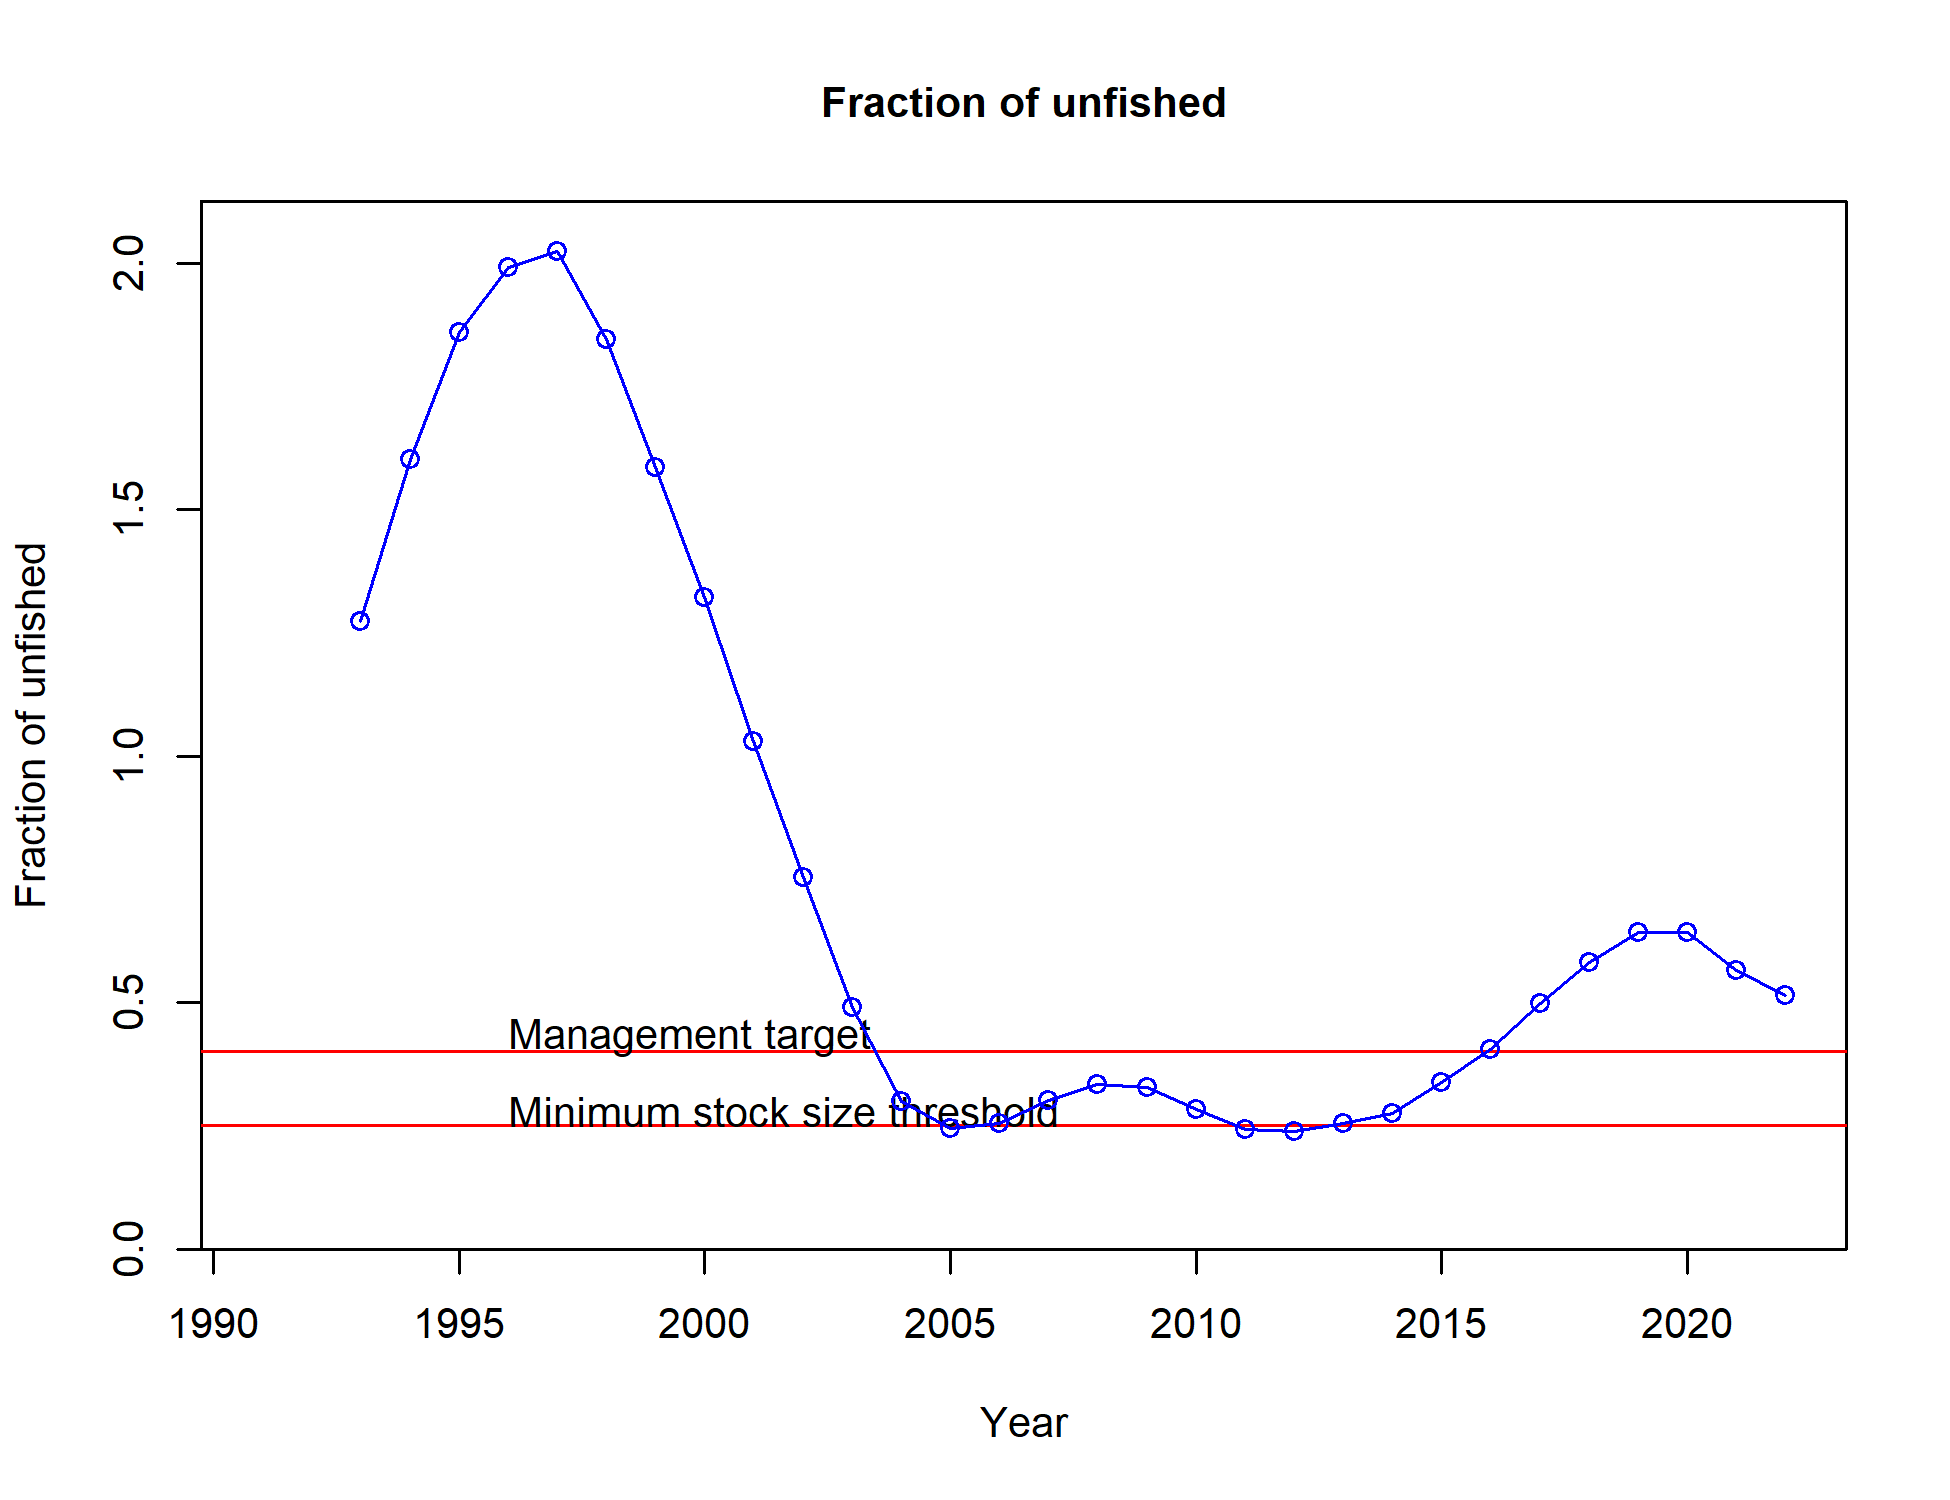 Fraction of unfished
Fraction of unfished
2.0
1.5
1.0
0.5
0.0
Management target
Minimum stock size threshold
1990 1995 2000 2005 2010 2015 2020
Year